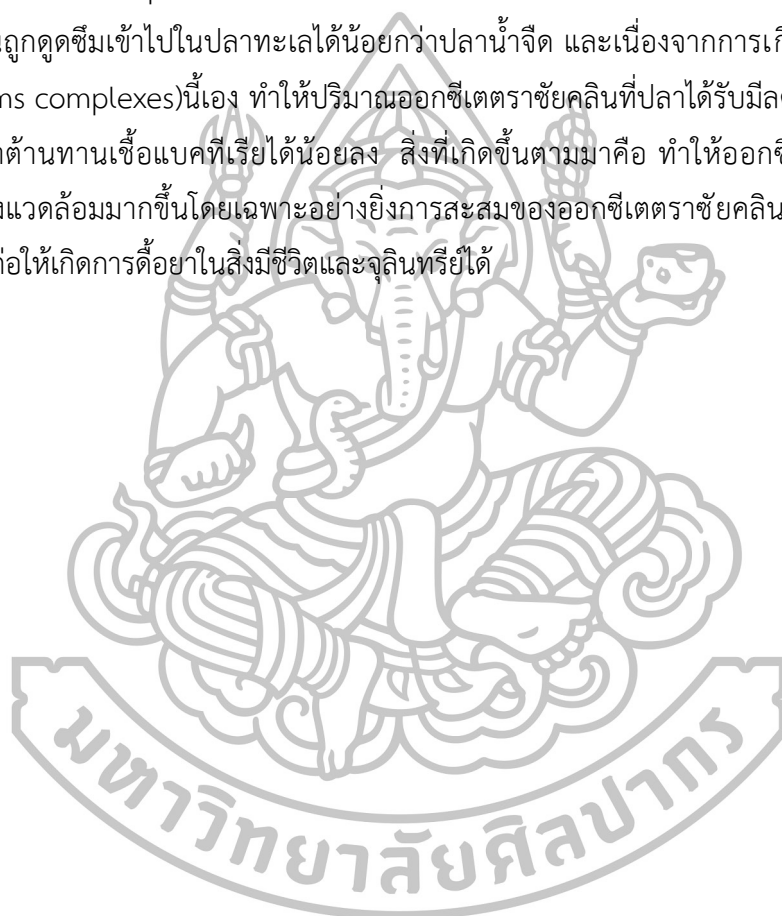 นถูกดูดซึมเข้าไปในปลาทะเลได้น้อยกว่าปลาน้ำจืด และเนื่องจากการเกิ
ms complexes)นี้เอง ทำให้ปริมาณออกซีเตตราซัยคลินที่ปลาได้รับมีล
าต้านทานเชื้อแบคทีเรียได้น้อยลง สิ่งที่เกิดขึ้นตามมาคือ ทำให้ออกซี
งแวดล้อมมากขึ้นโดยเฉพาะอย่างยิ่งการสะสมของออกซีเตตราซัยคลิน
่อให้เกิดการดื้อยาในสิ่งมีชีวิตและจุลินทรีย์ได้
มหาวิทยาลัยศิลปากร